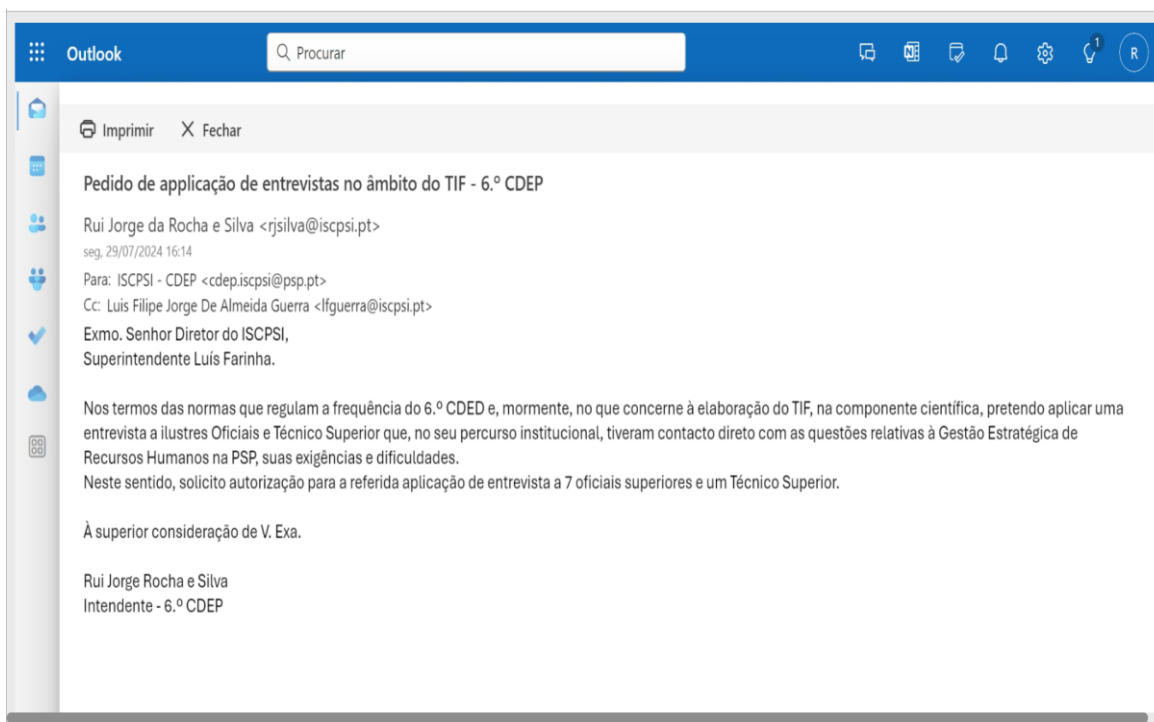 Outlook
Procurar
1
R
Imprimir
Fechar
Pedido de applicação de entrevistas no âmbito do TIF - 6.º CDEP
Rui Jorge da Rocha e Silva <rjsilva@iscpsi.pt>
seg, 29/07/2024 16:14
Para: ISCPSI - CDEP <cdep.iscpsi@psp.pt>
Cc: Luis Filipe Jorge De Almeida Guerra <lfguerra@iscpsi.pt>
Exmo. Senhor Diretor do ISCPSI,
Superintendente Luís Farinha.
Nos termos das normas que regulam a frequência do 6.º CDED e, mormente, no que concerne à elaboração do TIF, na componente científica, pretendo aplicar uma
entrevista a ilustres Oficiais e Técnico Superior que, no seu percurso institucional, tiveram contacto direto com as questões relativas à Gestão Estratégica de
Recursos Humanos na PSP, suas exigências e dificuldades.
Neste sentido, solicito autorização para a referida aplicação de entrevista a 7 oficiais superiores e um Técnico Superior.
À superior consideração de V. Exa.
Rui Jorge Rocha e Silva
Intendente - 6.º CDEP